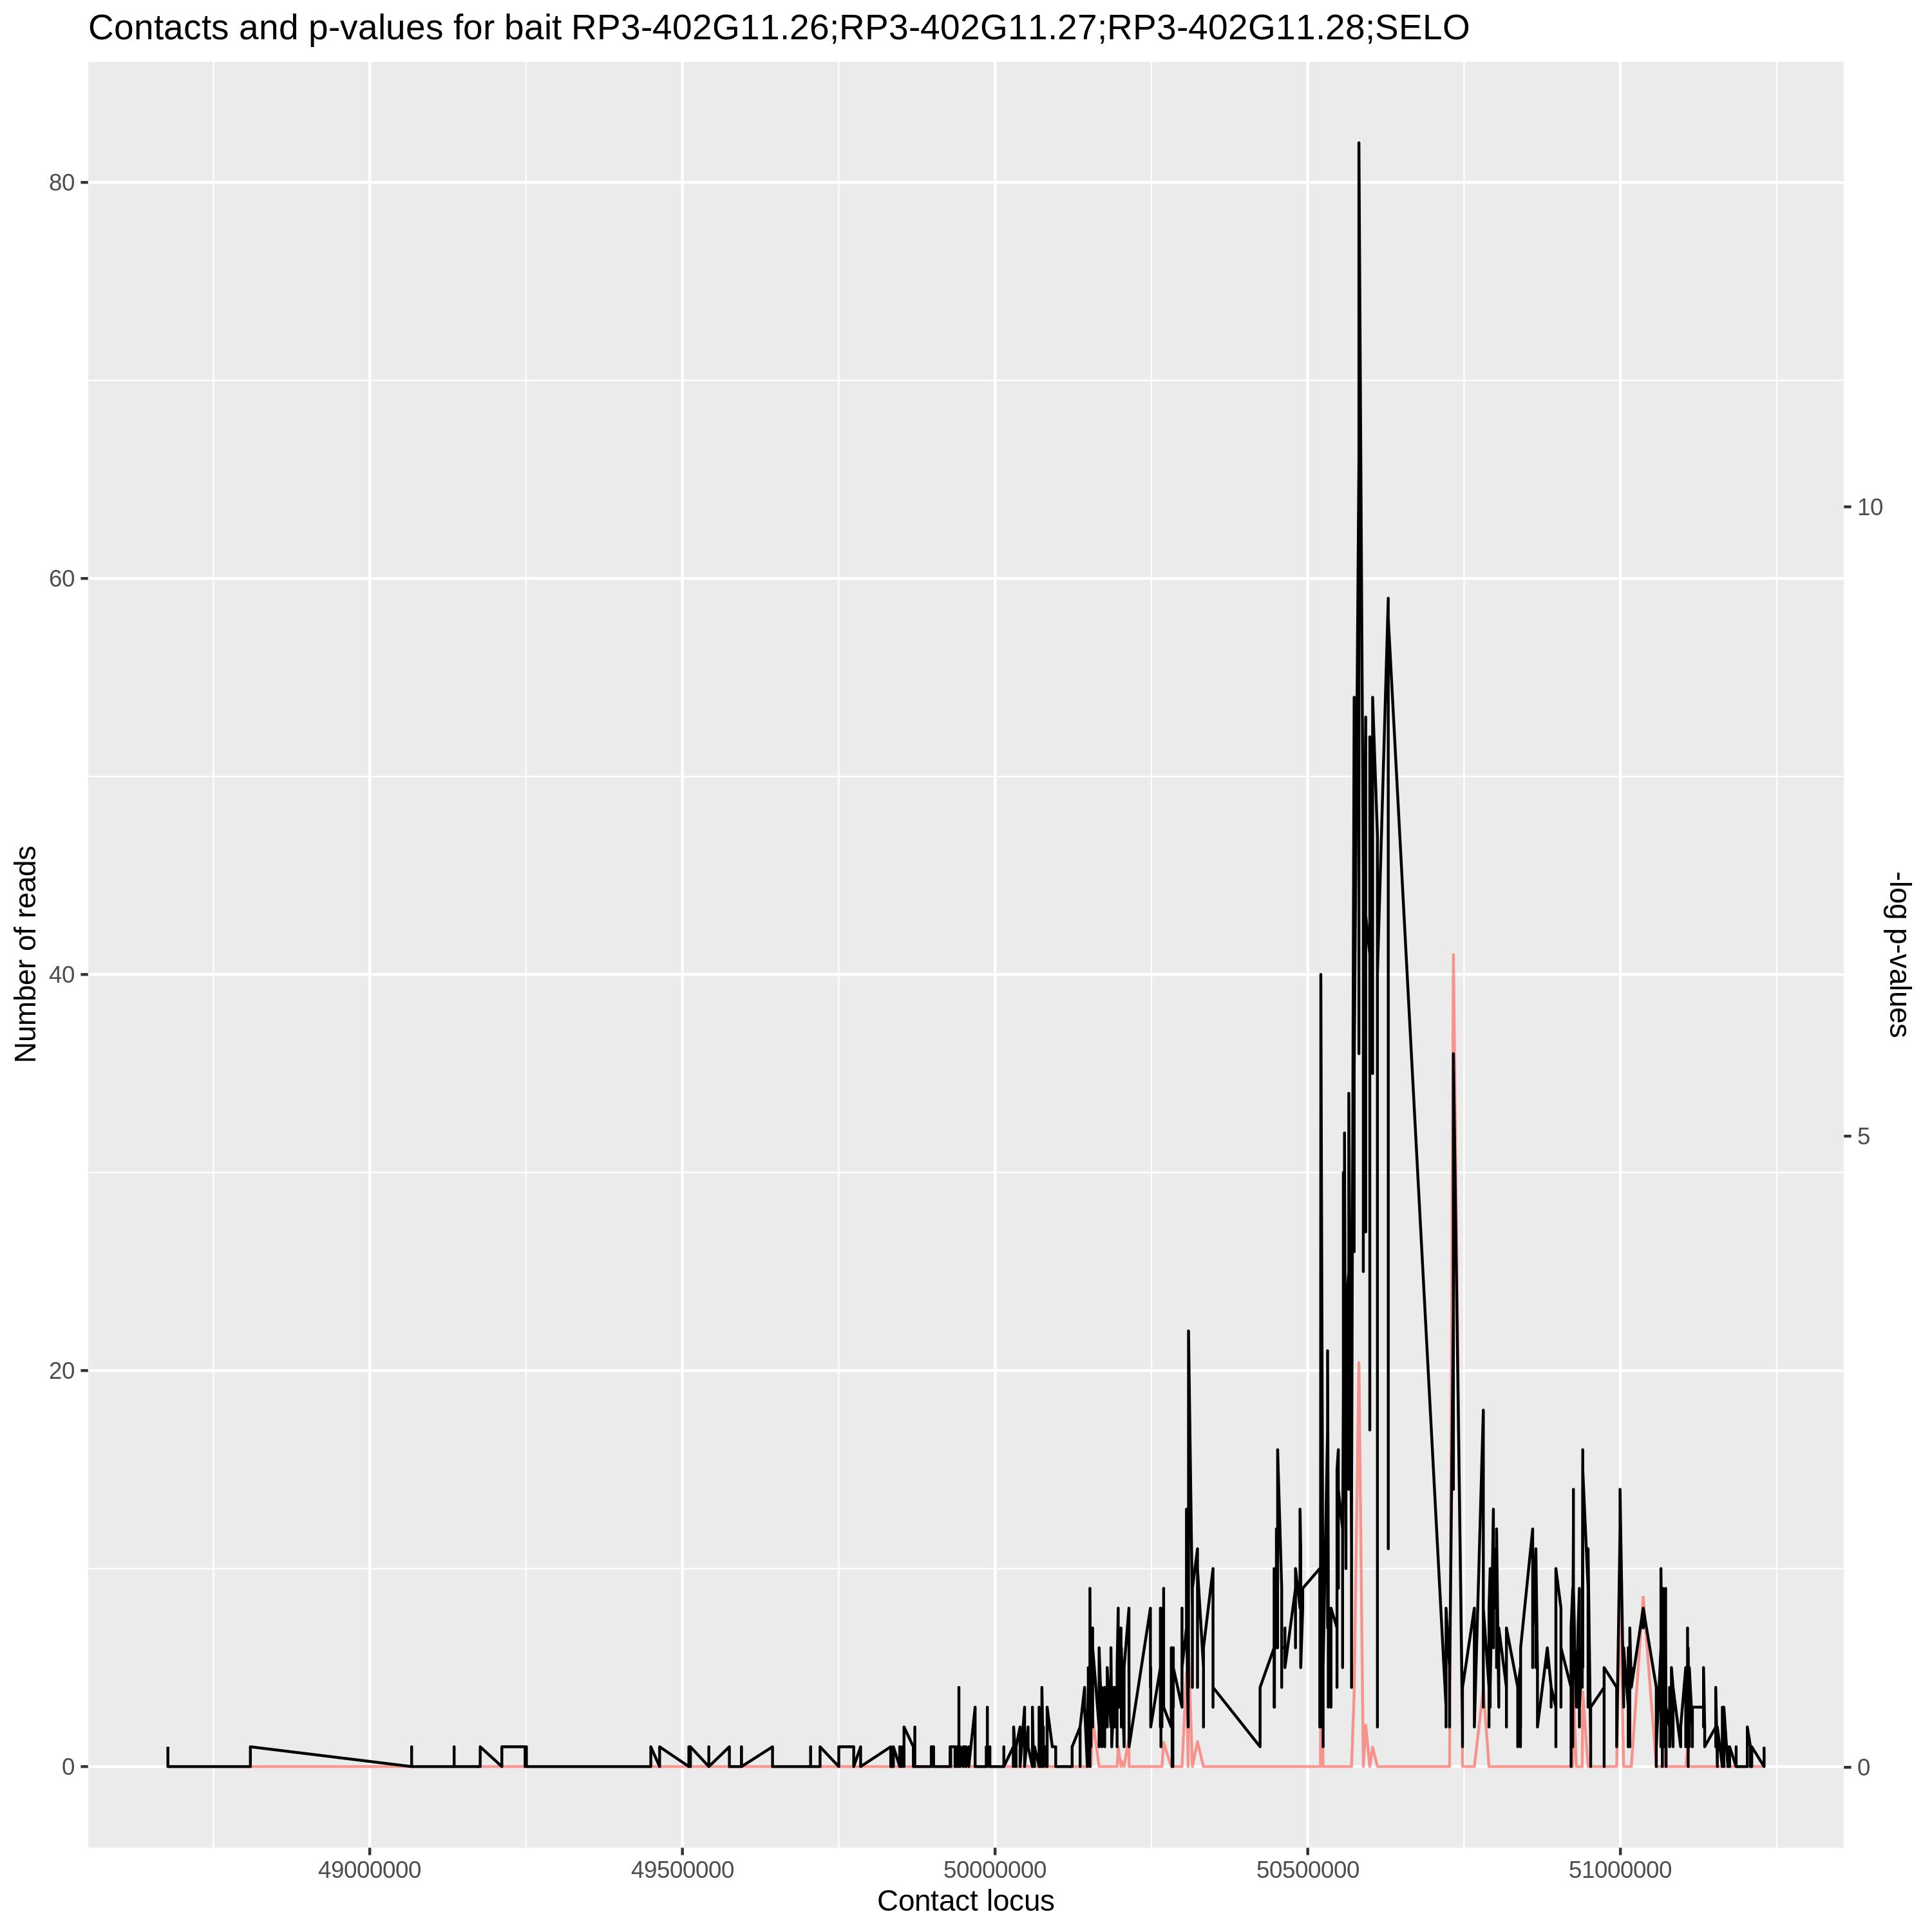 Contacts and p-values for bait RP3-402G11.26;RP3-402G11.27;RP3-402G11.28;SELO
80
60
40
20
0
Number of reads
10
5
0
-log p-values
49000000 49500000 50000000 50500000 51000000
Contact locus